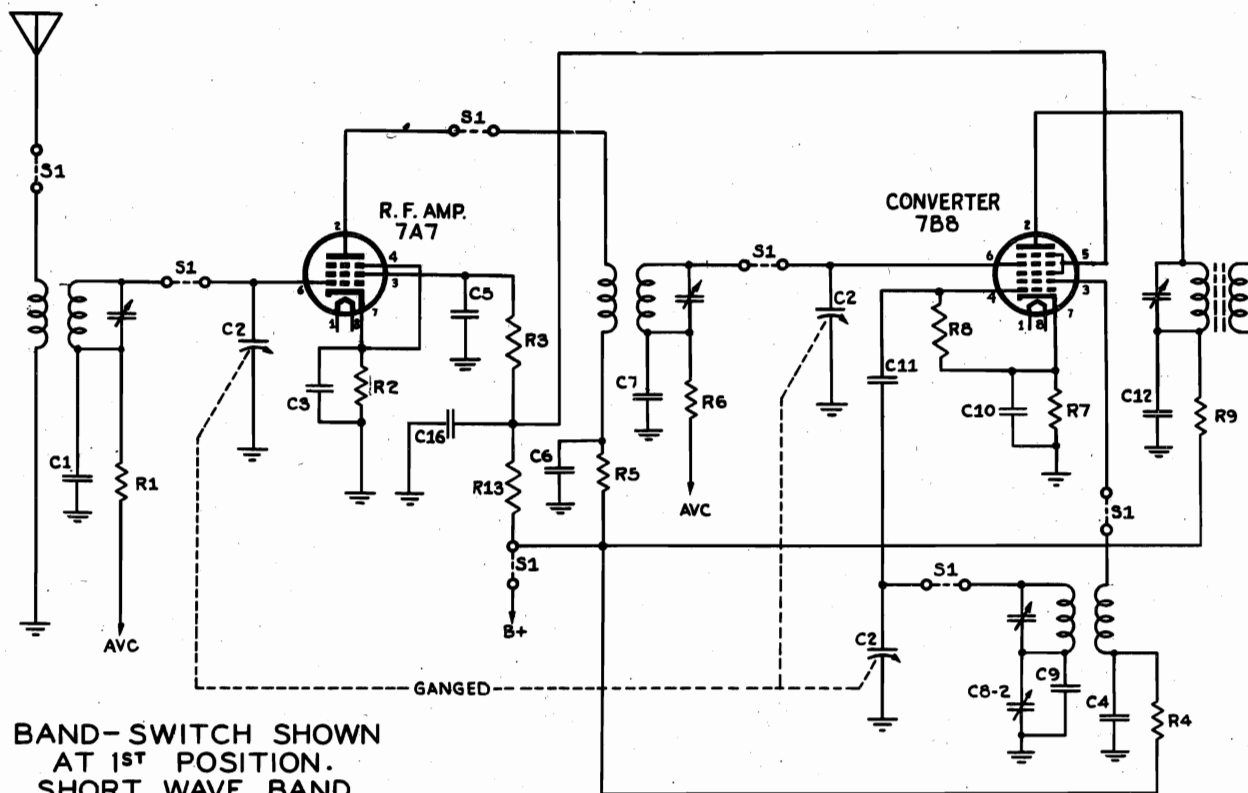 S1
S1
R.F. AMP.
7A7
2
4
3
6
7
1 8
S1
C2
C5
R3
C3
R2
C16
R13
C1
R1
AVC
S1
B+
C6
R5
C7
R6
AVC
S1
C2
CONVERTER
7B8
2
6
5
4
3
7
1 8
R8
C11
C10
R7
C12
R9
S1
S1
C2
C8-2
C9
C4
R4
GANGED
BAND-SWITCH SHOWN
AT 1ST POSITION.
SHORT WAVE BAND